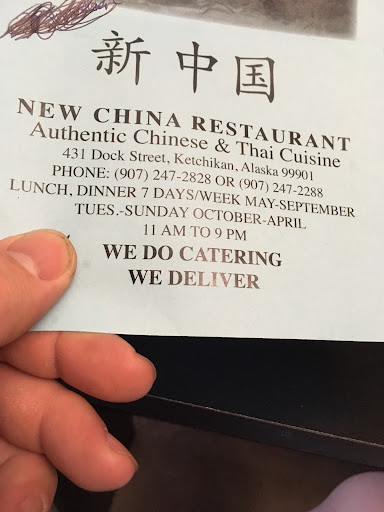 新 中 国
NEW CHINA RESTAURANT
Authentic Chinese & Thai Cuisine
431 Dock Street, Ketchikan, Alaska 99901
PHONE: (907) 247-2828 OR (907) 247-2288
LUNCH, DINNER 7 DAYS/WEEK MAY-SEPTEMBER
TUES.-SUNDAY OCTOBER-APRIL
11 AM TO 9 PM
WE DO CATERING
WE DELIVER